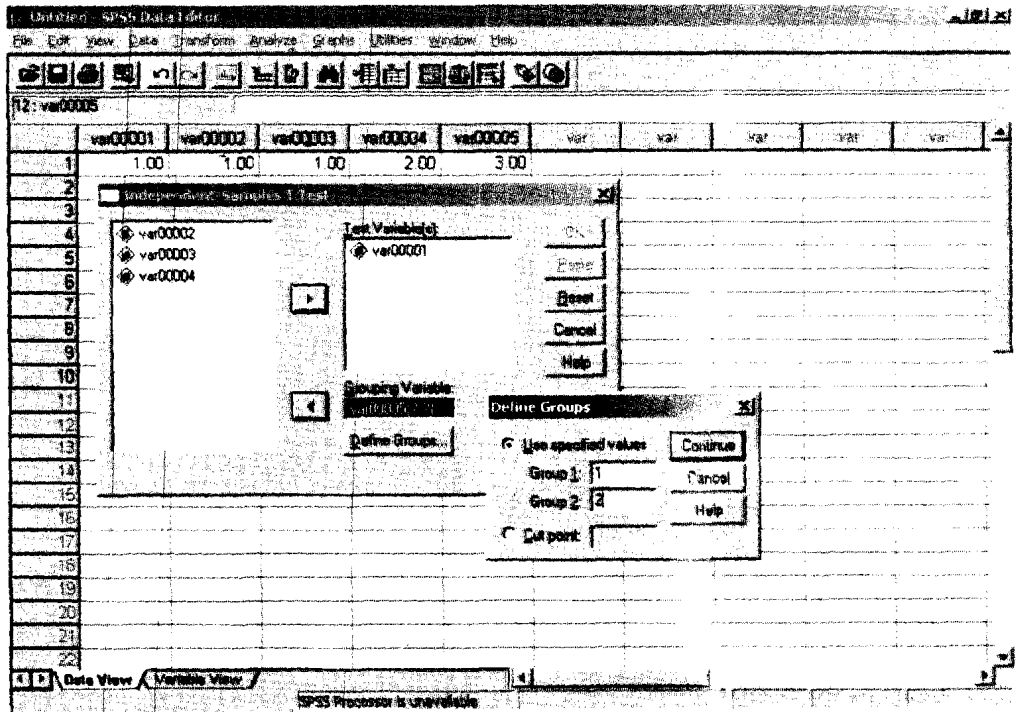 Untitled - SPSS Data Editor
File Edit View Data Transform Analyze Graphs Utilities Window Help
12 : var00005
var00001 var00002 var00003 var00004 var00005 var var var var var
1 1.00 1.00 1.00 2.00 3.00
2
Independent-Samples T Test
3
4 var00002 Test Variable(s): OK
5 var00003 var00001 Paste
6 var00004
7 Reset
8 Cancel
9 Help
10 Grouping Variable:
11 Define Groups
12 Define Groups... Use specified values Continue
13
14 Group 1: 1 Cancel
15 Group 2: 2 Help
16
17 Cut point:
18
19
20
21
22
Data View Variable View
SPSS Processor is unavailable